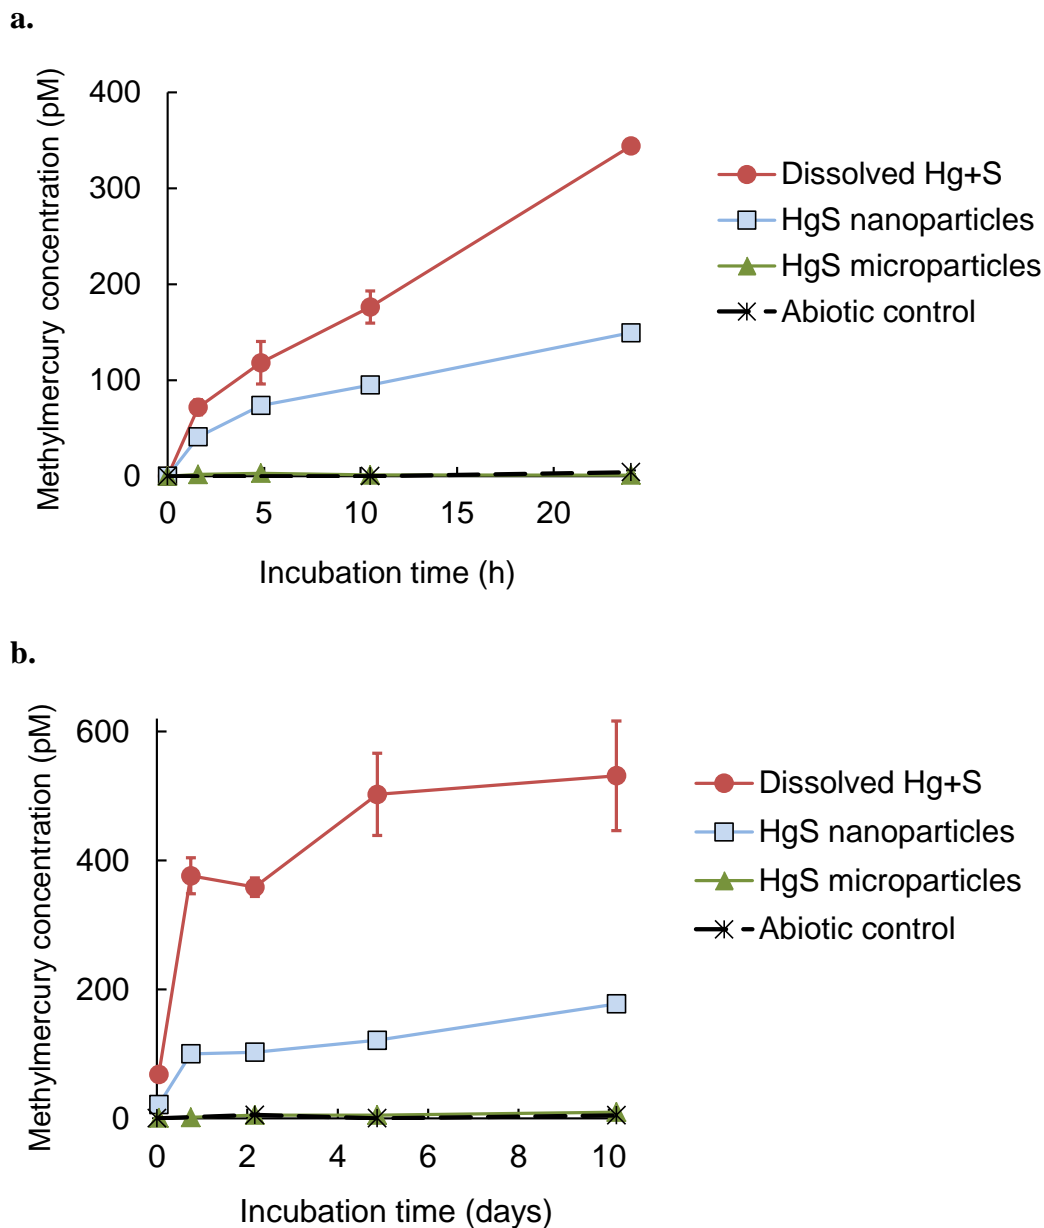 a.
Methylmercury concentration (pM)
400
300
200
100
0
0 5 10 15 20
Incubation time (h)
Dissolved Hg+S
HgS nanoparticles
HgS microparticles
Abiotic control
b.
Methylmercury concentration (pM)
600
400
200
0
0 2 4 6 8 10
Incubation time (days)
Dissolved Hg+S
HgS nanoparticles
HgS microparticles
Abiotic control